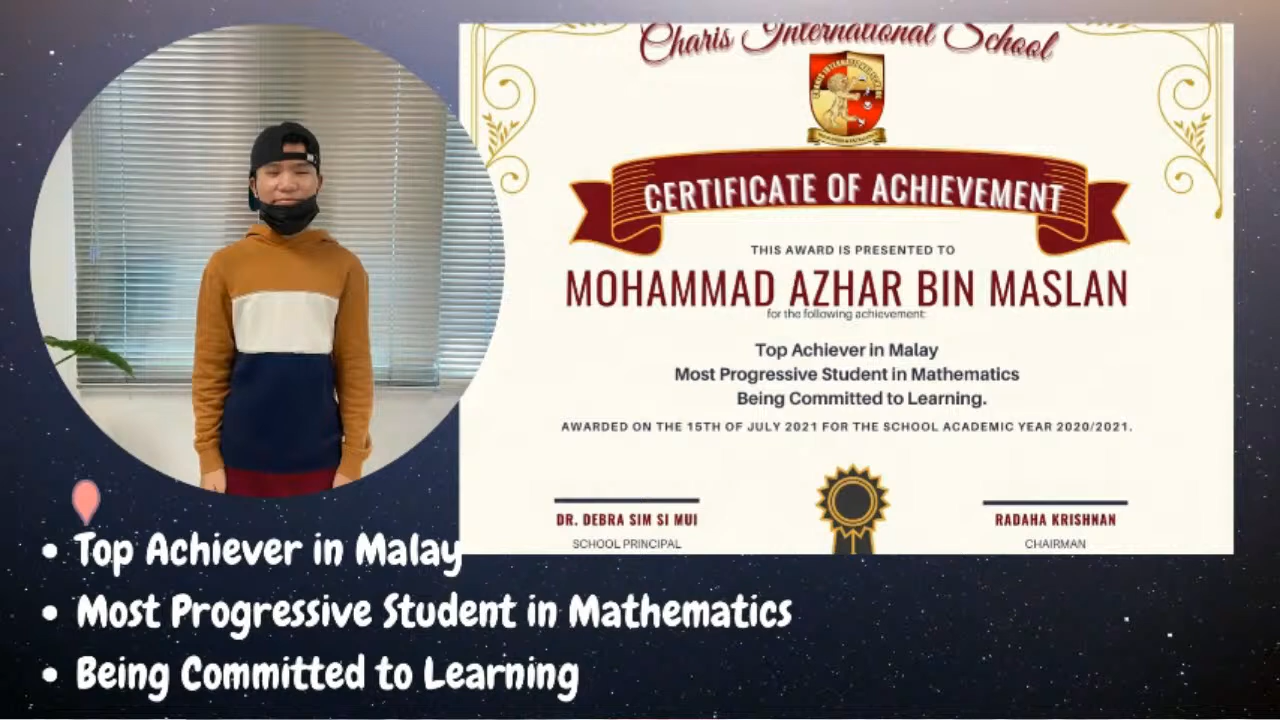 Charis International School
CERTIFICATE OF ACHIEVEMENT
THIS AWARD IS PRESENTED TO
MOHAMMAD AZHAR BIN MASLAN
for the following achievement:
Top Achiever in Malay
Most Progressive Student in Mathematics
Being Committed to Learning.
AWARDED ON THE 15TH OF JULY 2021 FOR THE SCHOOL ACADEMIC YEAR 2020/2021.
DR. DEBRA SIM SI MUI
SCHOOL PRINCIPAL
RADAHA KRISHNAN
CHAIRMAN
• Top Achiever in Malay
• Most Progressive Student in Mathematics
• Being Committed to Learning